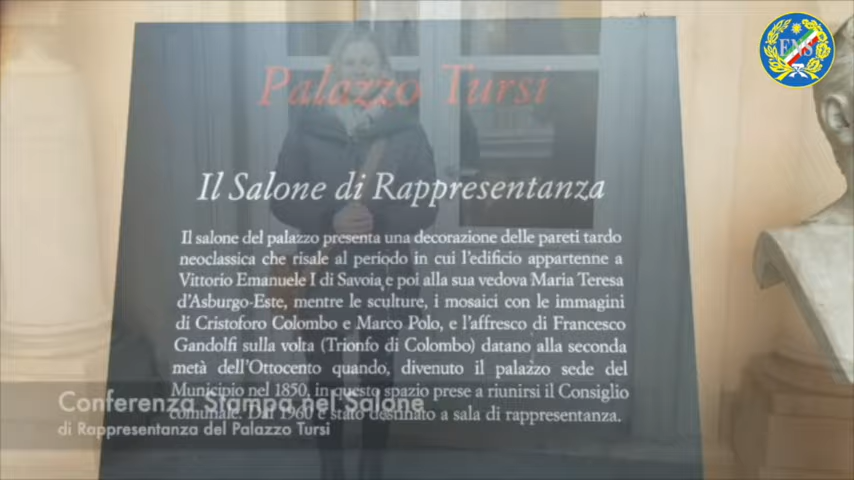 ENS
Palazzo Tursi
Il Salone di Rappresentanza
Il salone del palazzo presenta una decorazione delle pareti tardo
neoclassica che risale al periodo in cui l'edificio appartenne a
Vittorio Emanuele I di Savoia e poi alla sua vedova Maria Teresa
d'Asburgo-Este, mentre le sculture, i mosaici con le immagini
di Cristoforo Colombo e Marco Polo, e l'affresco di Francesco
Gandolfi sulla volta (Trionfo di Colombo) datano alla seconda
metà dell'Ottocento quando, divenuto il palazzo sede del
Municipio nel 1850, in questo spazio prese a riunirsi il Consiglio
comunale. Dal 1960 è stato destinato a sala di rappresentanza.
Conferenza Stampa nel Salone
di Rappresentanza del Palazzo Tursi